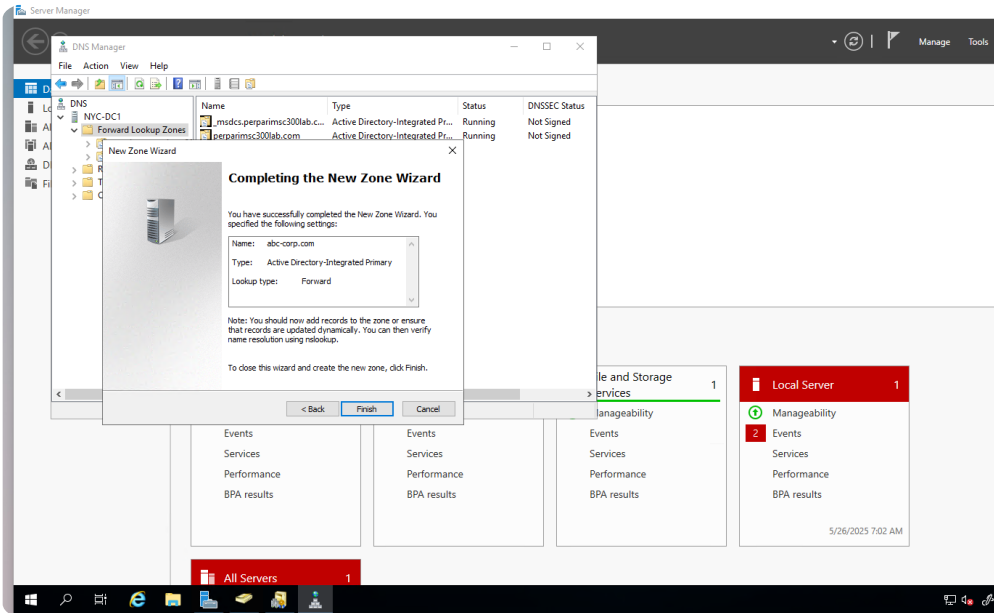 Server Manager
Manage Tools
DNS Manager
File Action View Help
DNS
NYC-DC1
Forward Lookup Zones
Name Type Status DNSSEC Status
_msdcs.perparimsc300lab.c... Active Directory-Integrated Pr... Running Not Signed
perparimsc300lab.com Active Directory-Integrated Pr... Running Not Signed
New Zone Wizard
Completing the New Zone Wizard
You have successfully completed the New Zone Wizard. You
specified the following settings:
Name: abc-corp.com
Type: Active Directory-Integrated Primary
Lookup type: Forward
Note: You should now add records to the zone or ensure
that records are updated dynamically. You can then verify
name resolution using nslookup.
To close this wizard and create the new zone, click Finish.
< Back Finish Cancel
Events
Services
Performance
BPA results
Events
Services
Performance
BPA results
le and Storage 1
ervices
lanageability
Events
Services
Performance
BPA results
Local Server 1
Manageability
2 Events
Services
Performance
BPA results
5/26/2025 7:02 AM
All Servers 1